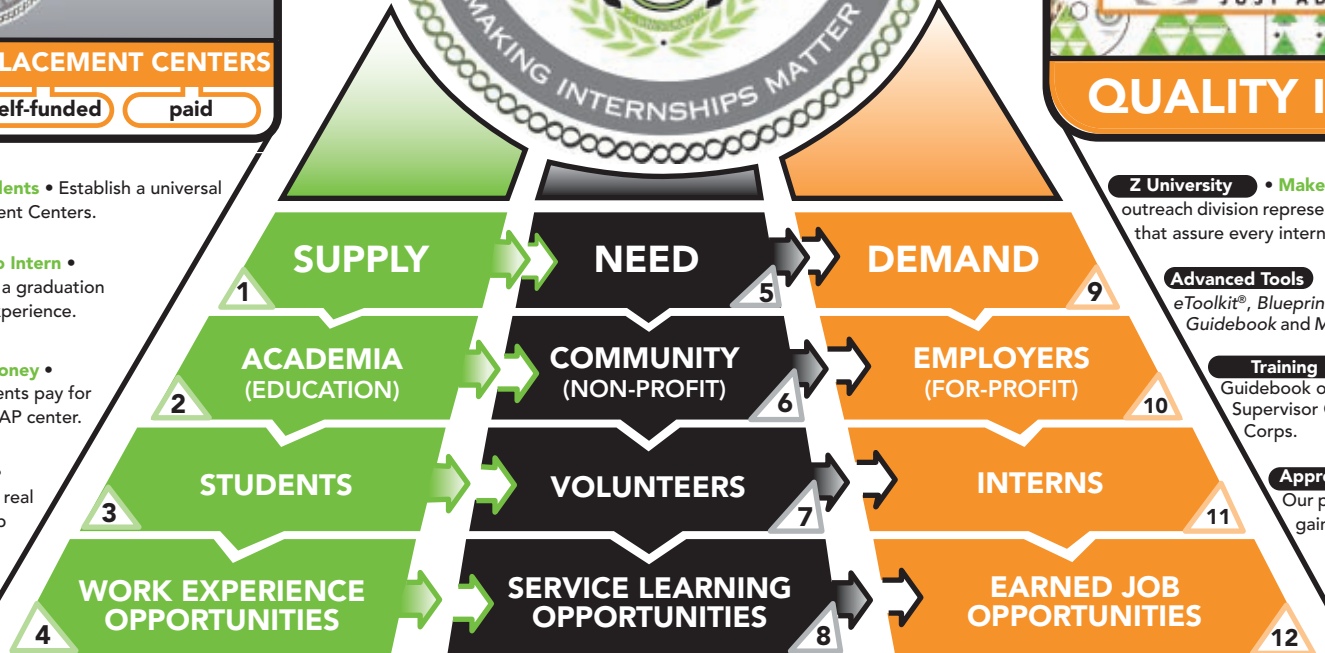 MAKING INTERNSHIPS MATTER
LACEMENT CENTERS
elf-funded
paid
dents • Establish a universal
ent Centers.
o Intern •
a graduation
perience.
oney •
ents pay for
AP center.
real
SUPPLY
1
ACADEMIA
(EDUCATION)
2
STUDENTS
3
WORK EXPERIENCE
OPPORTUNITIES
4
NEED
5
COMMUNITY
(NON-PROFIT)
6
VOLUNTEERS
7
SERVICE LEARNING
OPPORTUNITIES
8
DEMAND
9
EMPLOYERS
(FOR-PROFIT)
10
INTERNS
11
EARNED JOB
OPPORTUNITIES
12
QUALITY I
Z University • Make
outreach division represe
that assure every intern
Advanced Tools
eToolkit®, Blueprin
Guidebook and M
Training
Guidebook o
Supervisor
Corps.
Appre
Our p
gain